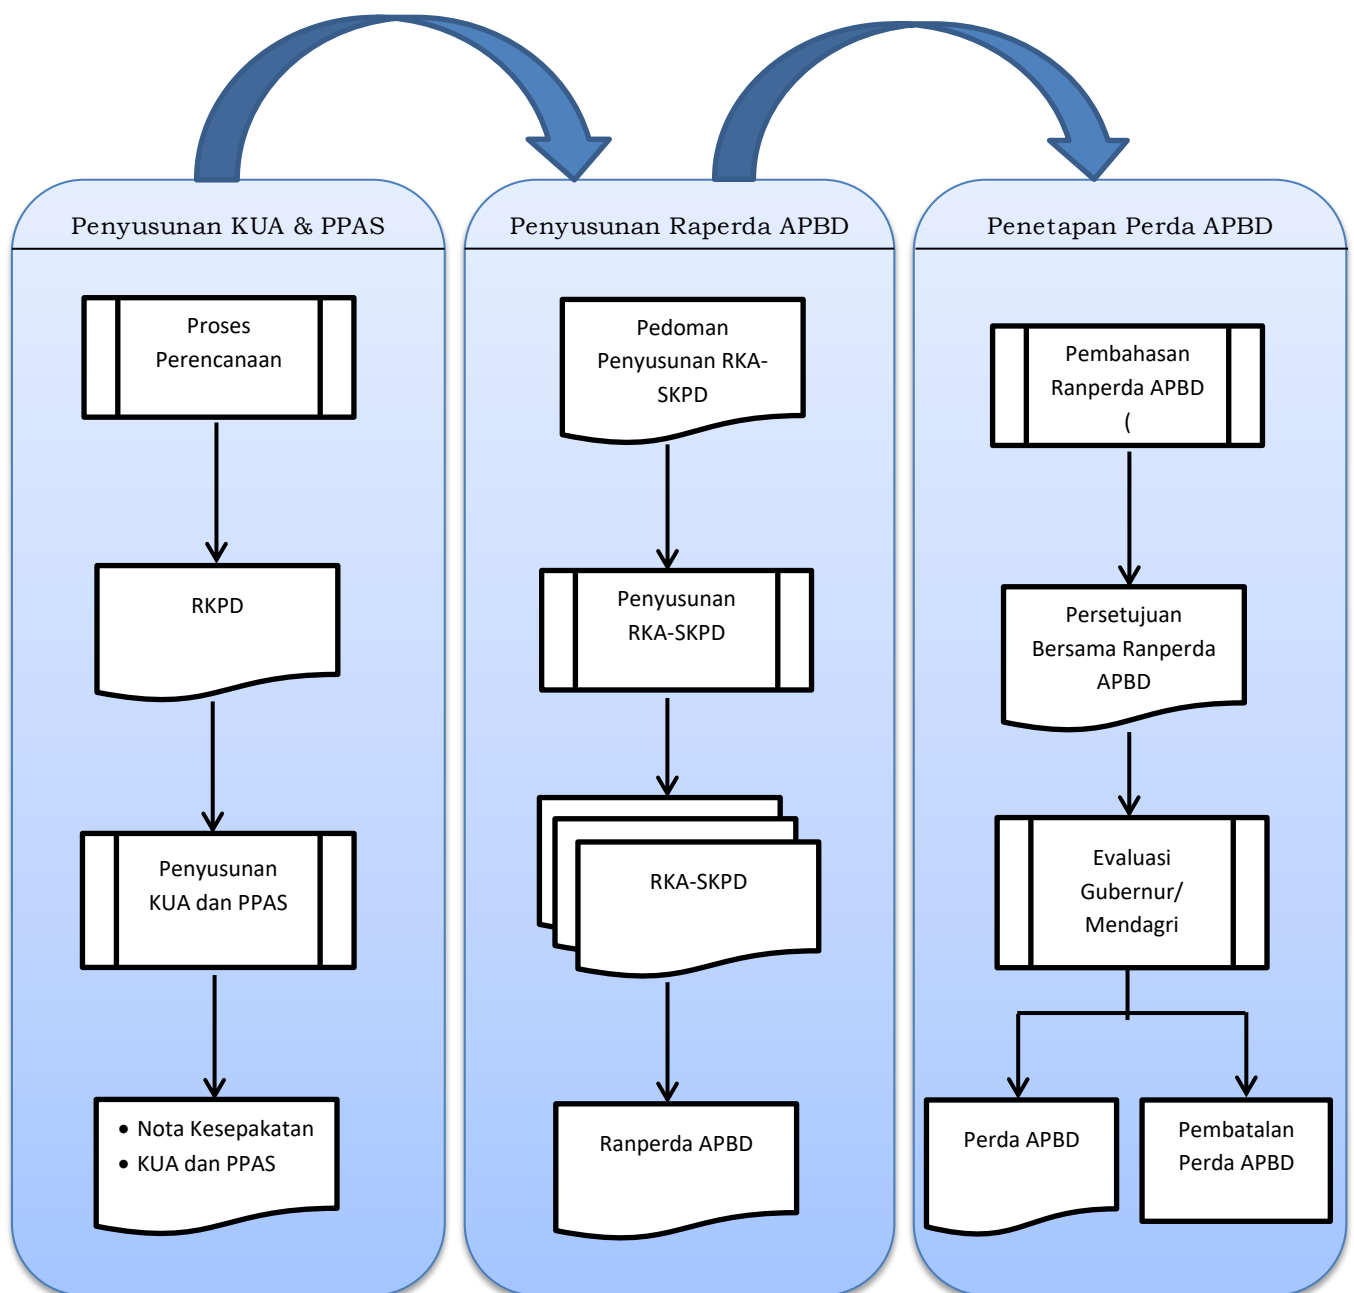 Penyusunan KUA & PPAS
Proses
Perencanaan
RKPD
Penyusunan
KUA dan PPAS
• Nota Kesepakatan
• KUA dan PPAS
Penyusunan Raperda APBD
Pedoman
Penyusunan RKA-
SKPD
Penyusunan
RKA-SKPD
RKA-SKPD
Ranperda APBD
Penetapan Perda APBD
Pembahasan
Ranperda APBD
(
Persetujuan
Bersama Ranperda
APBD
Evaluasi
Gubernur/
Mendagri
Perda APBD
Pembatalan
Perda APBD